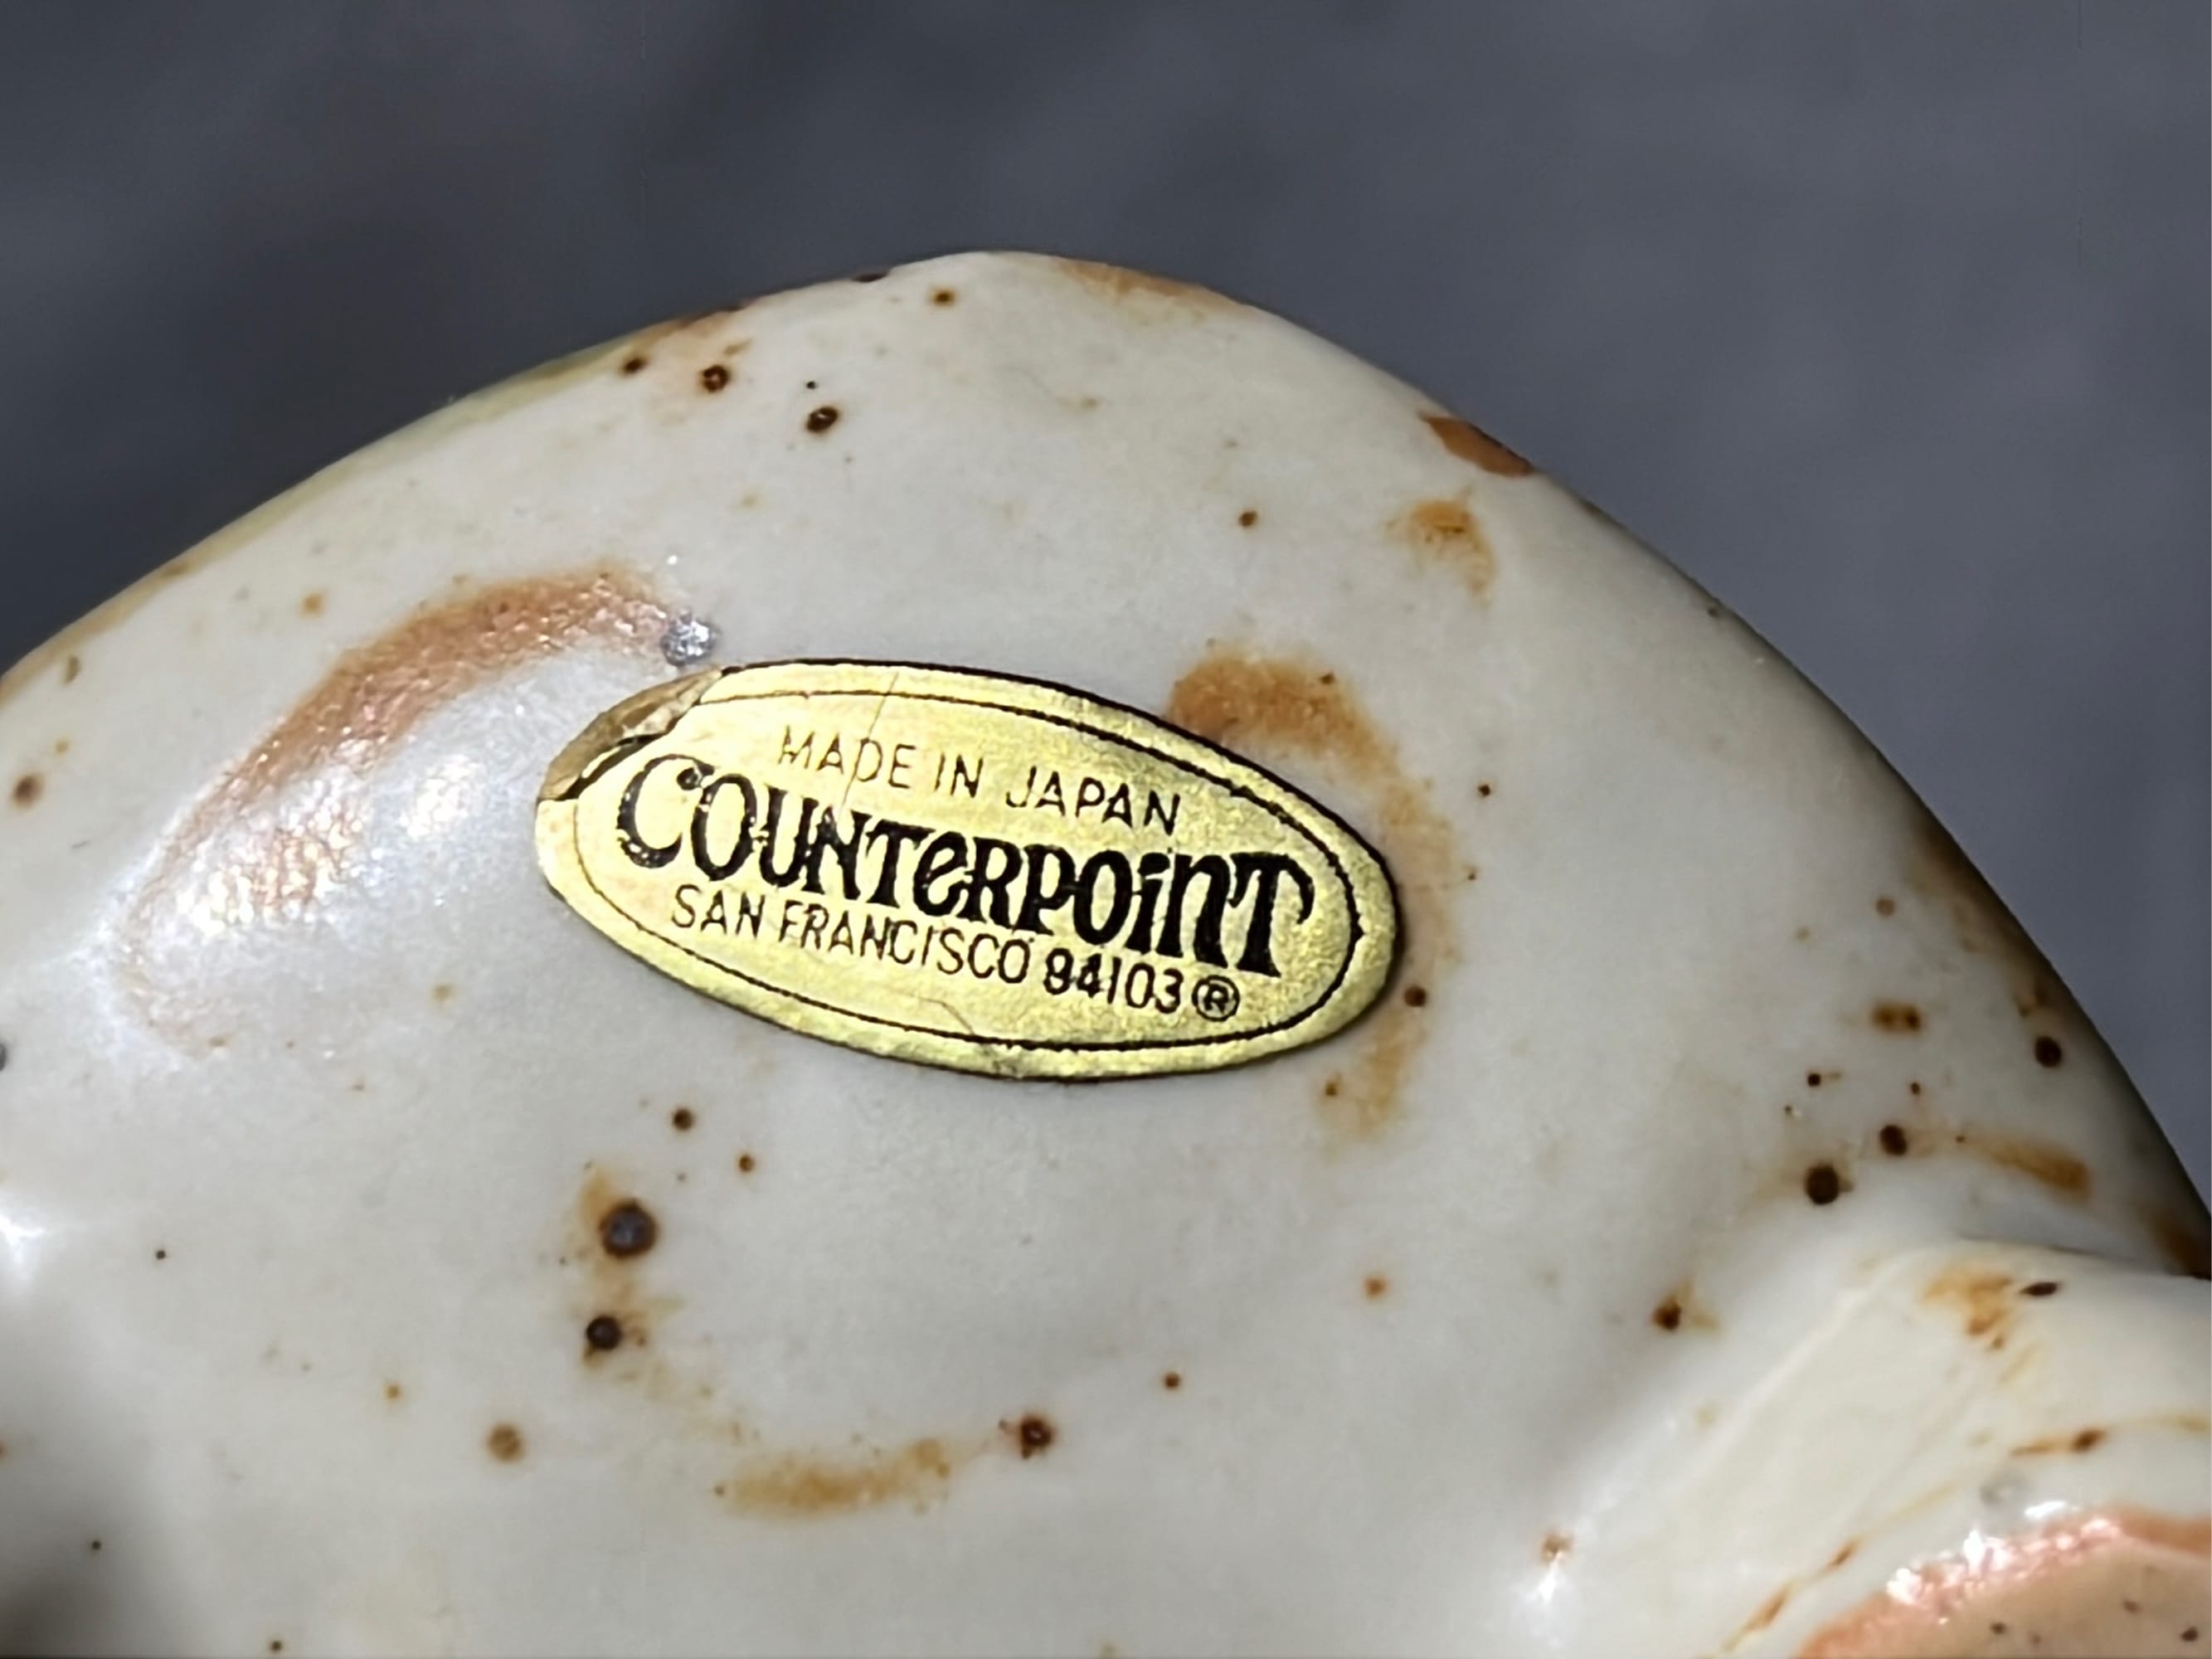 MADE IN JAPAN
COUNTERPOINT
SAN FRANCISCO 94103®